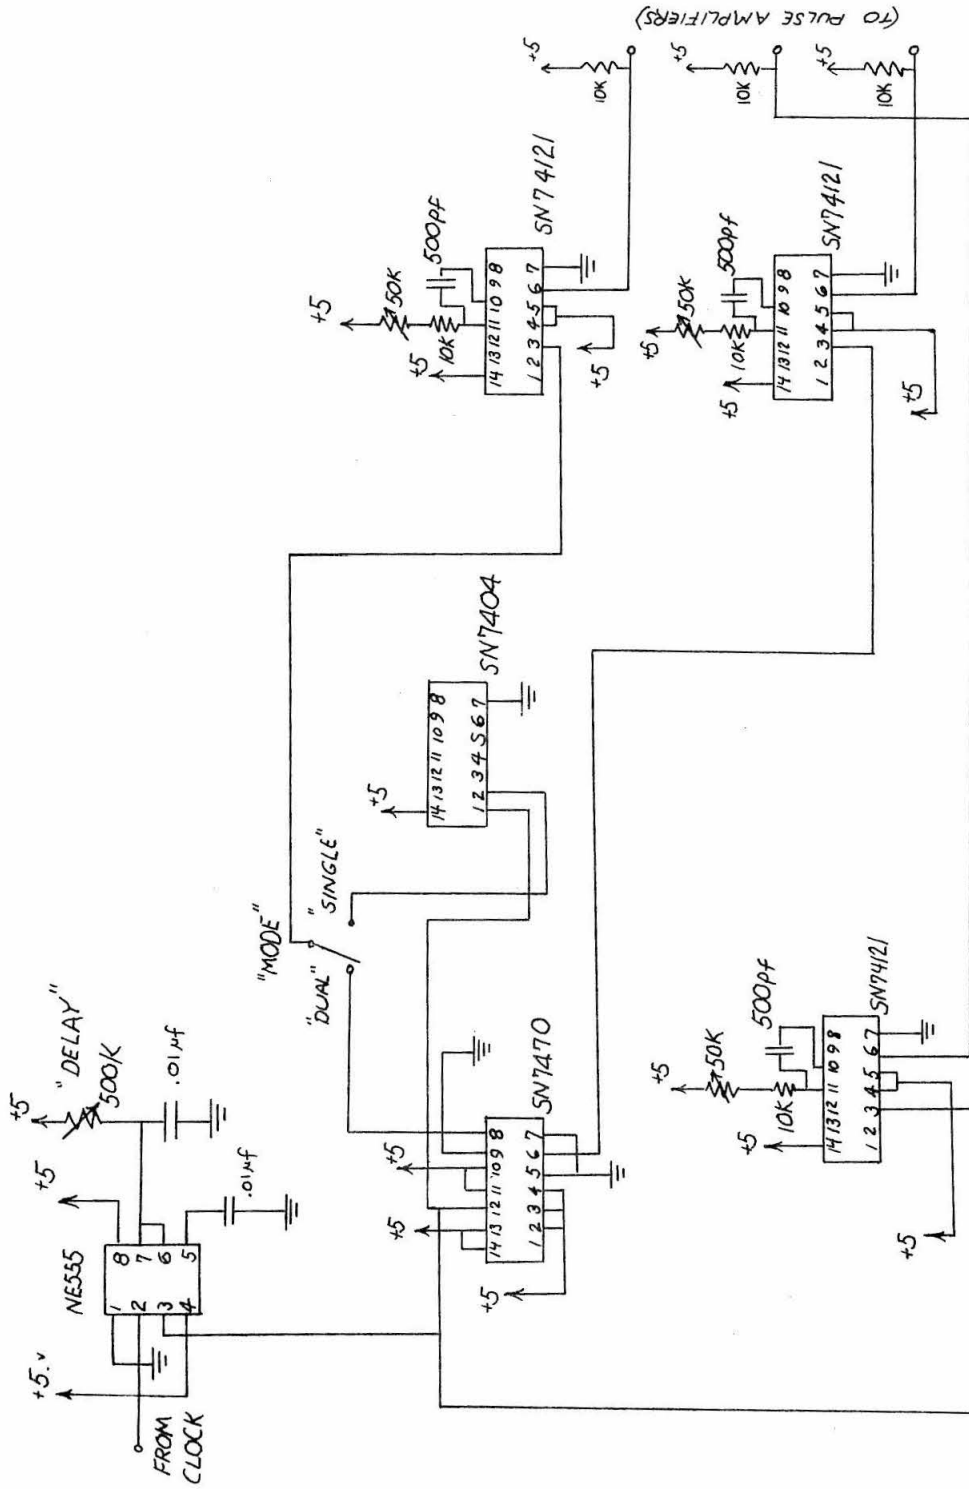 (TO PULSE AMPLIFIERS)
+5
10K
+5
10K
+5
10K
SN74121
500pf
50K
+5
10K
+5
14 13 12 11 10 9 8
1 2 3 4 5 6 7
+5
SN74121
500pf
50K
+5
10K
+5
14 13 12 11 10 9 8
1 2 3 4 5 6 7
+5
SN7404
+5
14 13 12 11 10 9 8
1 2 3 4 5 6 7
"MODE"
"SINGLE"
"DUAL"
SN7470
+5
+5
14 13 12 11 10 9 8
1 2 3 4 5 6 7
+5
SN74121
500pf
50K
+5
10K
+5
14 13 12 11 10 9 8
1 2 3 4 5 6 7
+5
"DELAY"
500K
+5
.01µf
+5
.01µf
NE555
8
7
6
5
1
2
3
4
+5.v
FROM
CLOCK